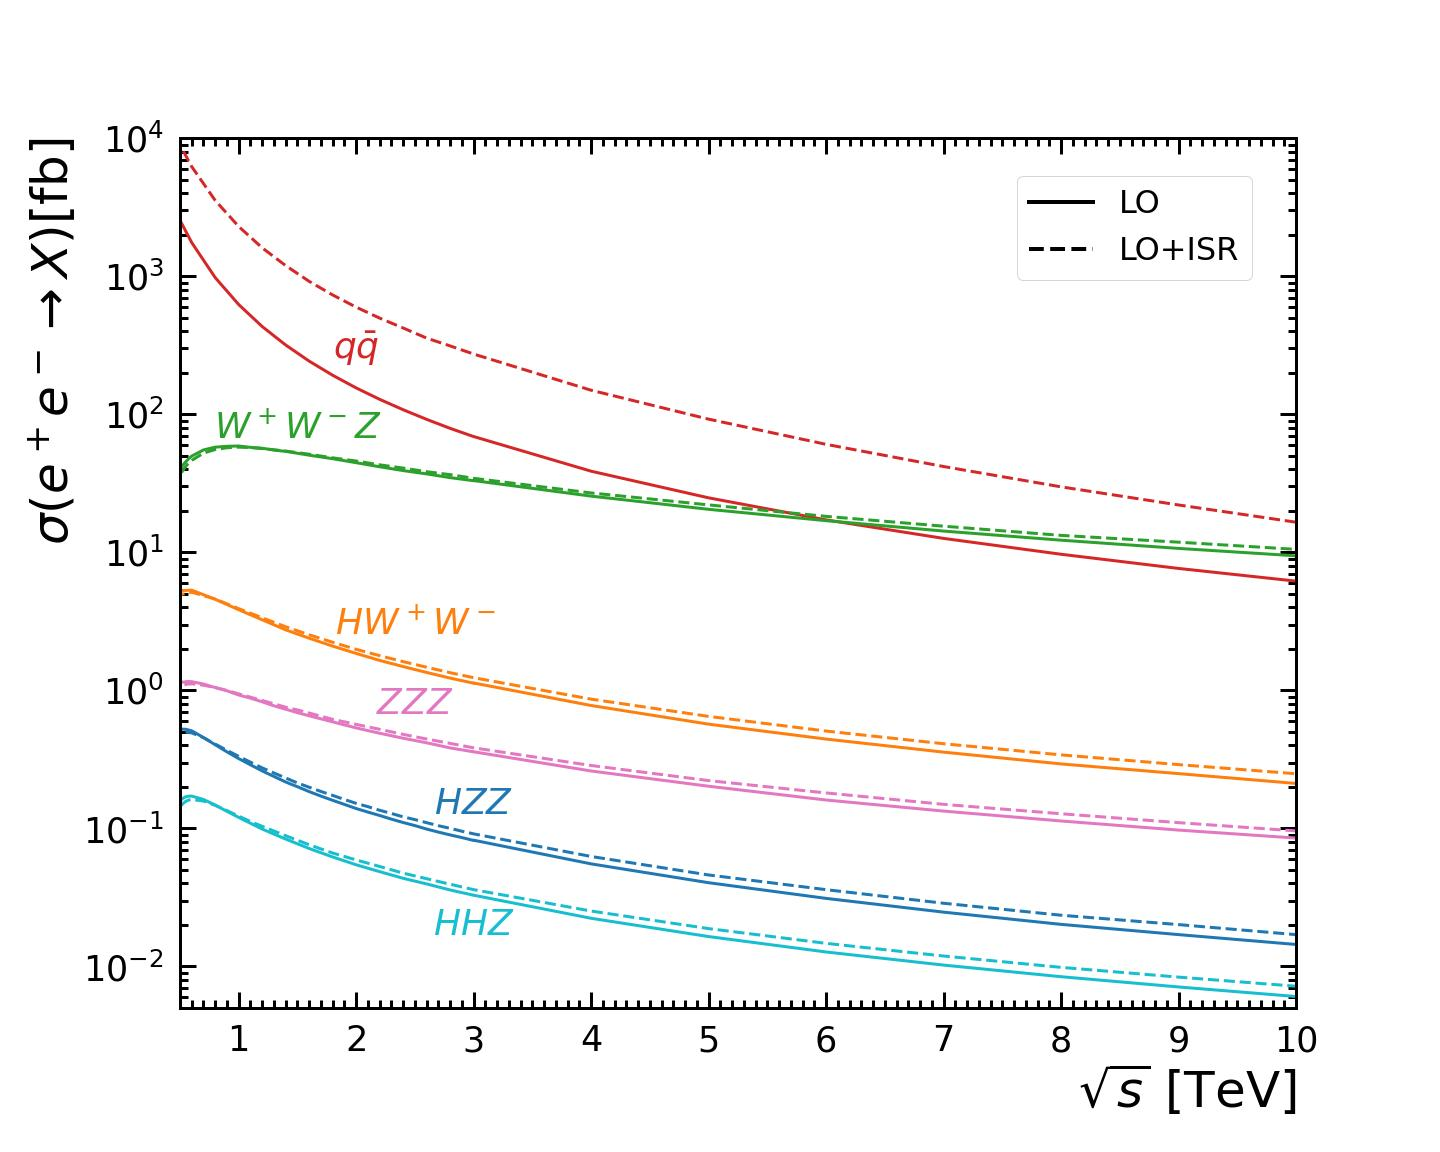 σ(e⁺e⁻ → X)[fb]
10⁴
10³
10²
10¹
10⁰
10⁻¹
10⁻²
LO
LO+ISR
qq̄
W⁺W⁻Z
HW⁺W⁻
ZZZ
HZZ
HHZ
1 2 3 4 5 6 7 8 9 10
√s [TeV]